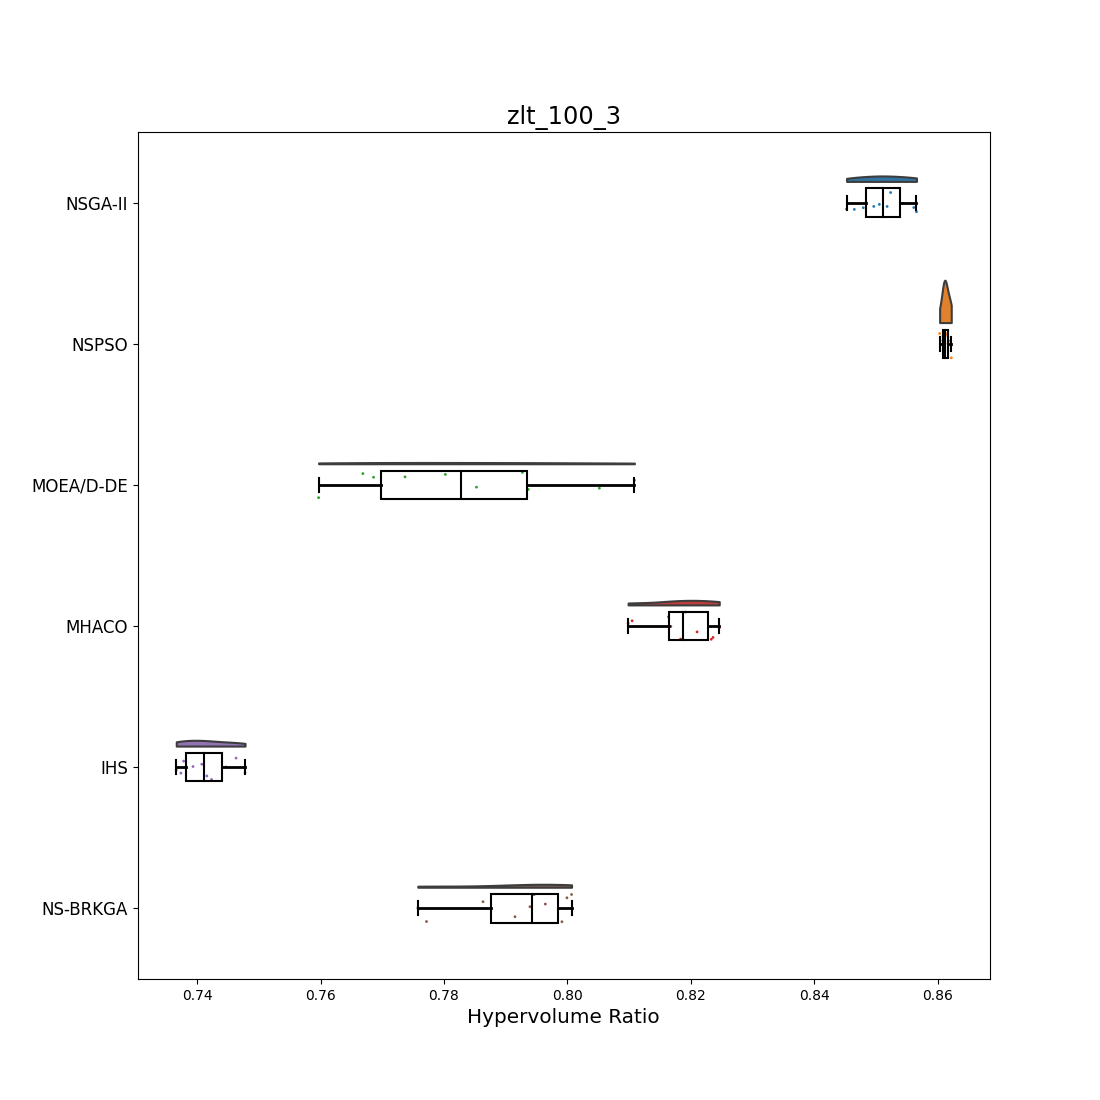 zlt_100_3
NSGA-II
NSPSO
MOEA/D-DE
MHACO
IHS
NS-BRKGA
0.74 0.76 0.78 0.80 0.82 0.84 0.86
Hypervolume Ratio